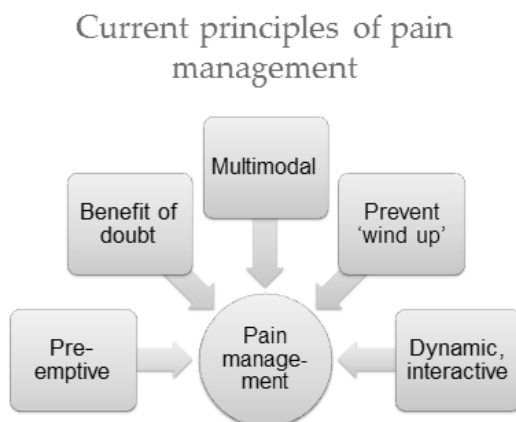 Current principles of pain
management
Multimodal
Benefit of
doubt
Prevent
‘wind up’
Pre-
emptive
Pain
manage-
ment
Dynamic,
interactive